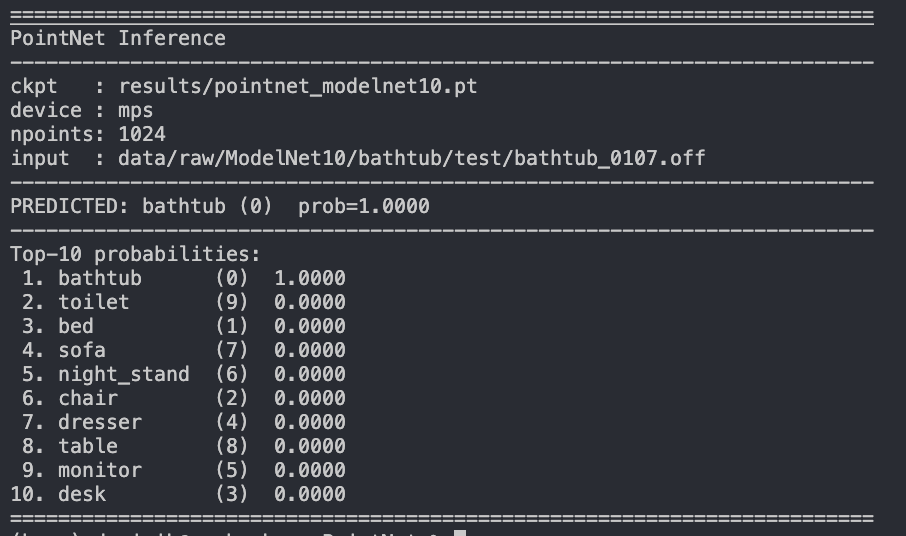 ========================================================================
PointNet Inference
------------------------------------------------------------------------
ckpt   : results/pointnet_modelnet10.pt
device : mps
npoints: 1024
input  : data/raw/ModelNet10/bathtub/test/bathtub_0107.off
------------------------------------------------------------------------
PREDICTED: bathtub (0)  prob=1.0000
------------------------------------------------------------------------
Top-10 probabilities:
 1. bathtub      (0)  1.0000
 2. toilet       (9)  0.0000
 3. bed          (1)  0.0000
 4. sofa         (7)  0.0000
 5. night_stand  (6)  0.0000
 6. chair        (2)  0.0000
 7. dresser      (4)  0.0000
 8. table        (8)  0.0000
 9. monitor      (5)  0.0000
10. desk         (3)  0.0000
========================================================================